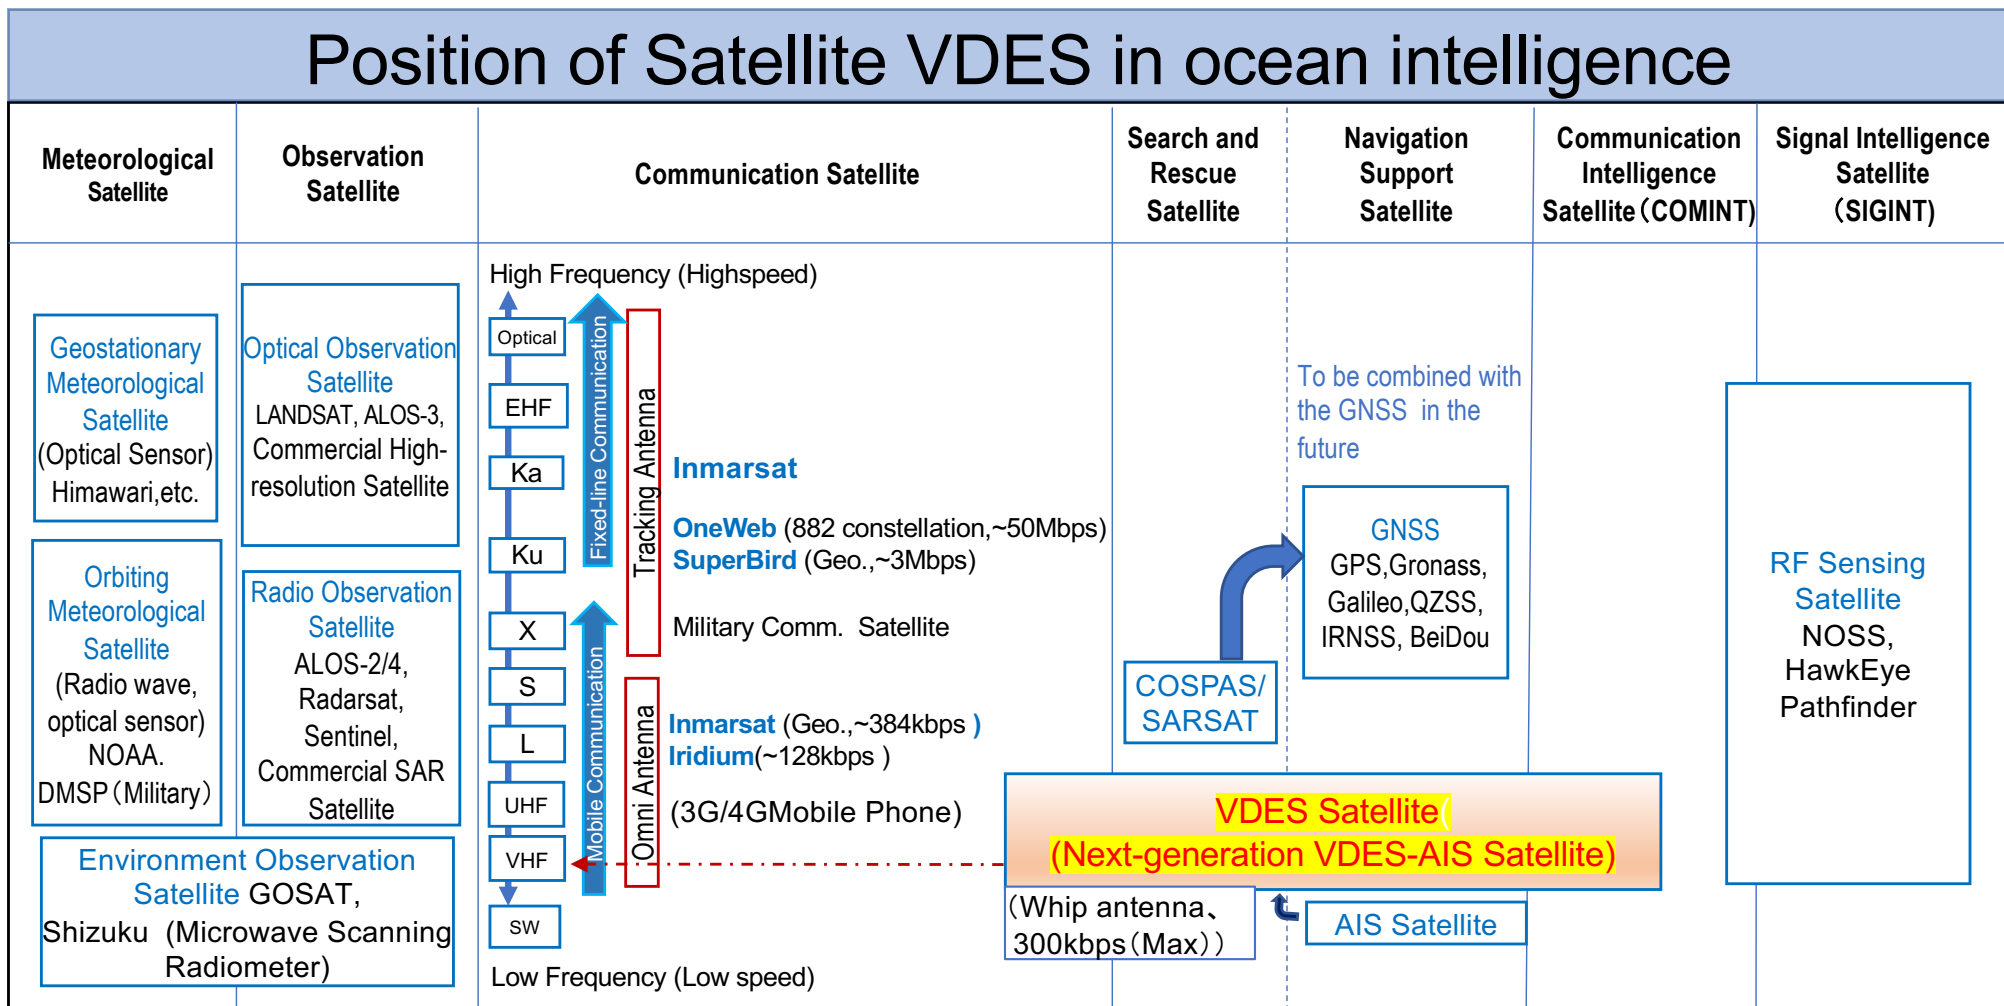 Position of Satellite VDES in ocean intelligence
Meteorological
Satellite
Observation
Satellite
Communication Satellite
Search and
Rescue
Satellite
Navigation
Support
Satellite
Communication
Intelligence
Satellite（COMINT)
Signal Intelligence
Satellite
（SIGINT)
Geostationary
Meteorological
Satellite
(Optical Sensor)
Himawari,etc.
Orbiting
Meteorological
Satellite
(Radio wave,
optical sensor)
NOAA.
DMSP（Military）
Optical Observation
Satellite
LANDSAT, ALOS-3,
Commercial High-
resolution Satellite
Radio Observation
Satellite
ALOS-2/4,
Radarsat,
Sentinel,
Commercial SAR
Satellite
Environment Observation
Satellite GOSAT,
Shizuku (Microwave Scanning
Radiometer)
High Frequency (Highspeed)
Optical
EHF
Ka
Ku
X
S
L
UHF
VHF
SW
Low Frequency (Low speed)
Fixed-line Communication
Mobile Communication
Tracking Antenna
Omni Antenna
Inmarsat
OneWeb (882 constellation,~50Mbps)
SuperBird (Geo.,~3Mbps)
Military Comm. Satellite
Inmarsat (Geo.,~384kbps )
Iridium(~128kbps )
(3G/4GMobile Phone)
COSPAS/
SARSAT
To be combined with
the GNSS in the
future
GNSS
GPS,Gronass,
Galileo,QZSS,
IRNSS, BeiDou
RF Sensing
Satellite
NOSS,
HawkEye
Pathfinder
VDES Satellite(
(Next-generation VDES-AIS Satellite)
(Whip antenna、
300kbps（Max））
AIS Satellite